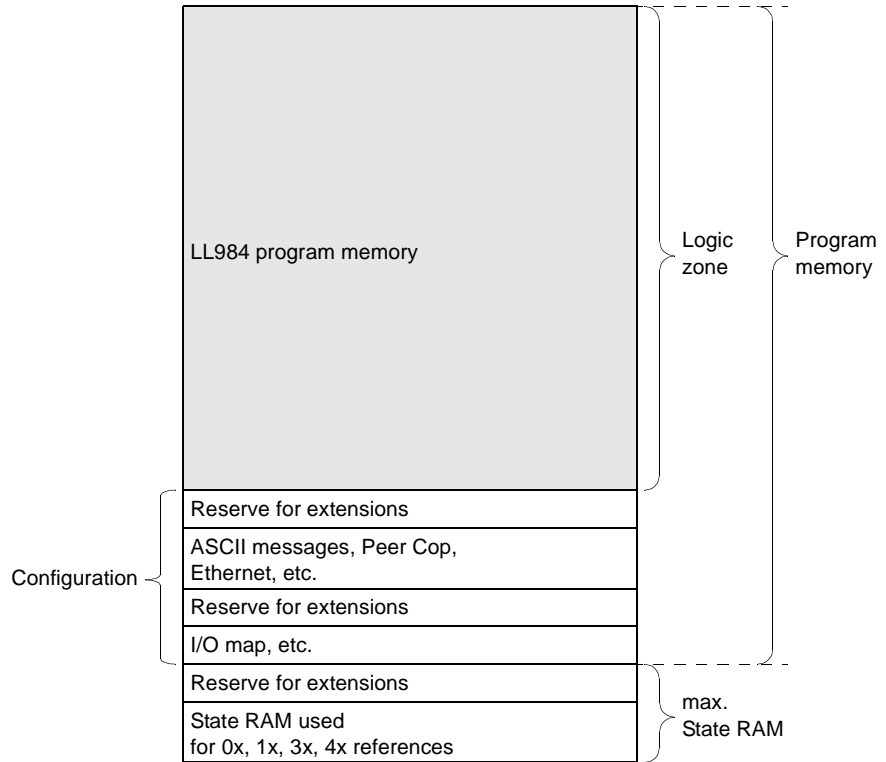 LL984 program memory
Logic
zone
Program
memory
Configuration
Reserve for extensions
ASCII messages, Peer Cop,
Ethernet, etc.
Reserve for extensions
I/O map, etc.
Reserve for extensions
State RAM used
for 0x, 1x, 3x, 4x references
max.
State RAM